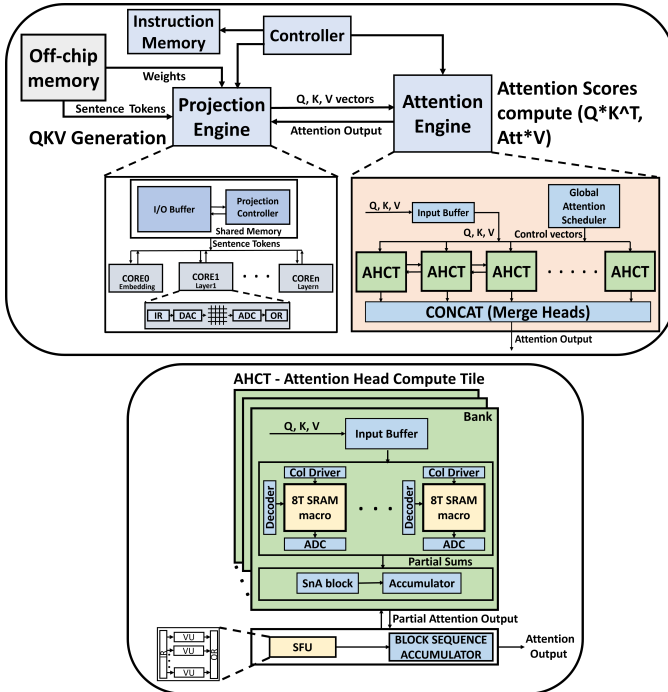 Instruction
Memory
Controller
Off-chip
memory
Weights
Sentence Tokens
QKV Generation
Projection
Engine
Q, K, V vectors
Attention Output
Attention
Engine
Attention Scores
compute (Q*K^T,
Att*V)
I/O Buffer
Projection
Controller
Shared Memory
Sentence Tokens
CORE0
Embedding
CORE1
Layer1
COREn
Layern
IR
DAC
ADC
OR
Q, K, V
Input Buffer
Global
Attention
Scheduler
Q, K, V
Control vectors
AHCT
AHCT
AHCT
AHCT
CONCAT (Merge Heads)
Attention Output
AHCT - Attention Head Compute Tile
Bank
Q, K, V
Input Buffer
Col Driver
Col Driver
Decoder
8T SRAM
macro
Decoder
8T SRAM
macro
ADC
ADC
Partial Sums
SnA block
Accumulator
Partial Attention Output
IR
VU
VU
VU
OR
SFU
BLOCK SEQUENCE
ACCUMULATOR
Attention
Output